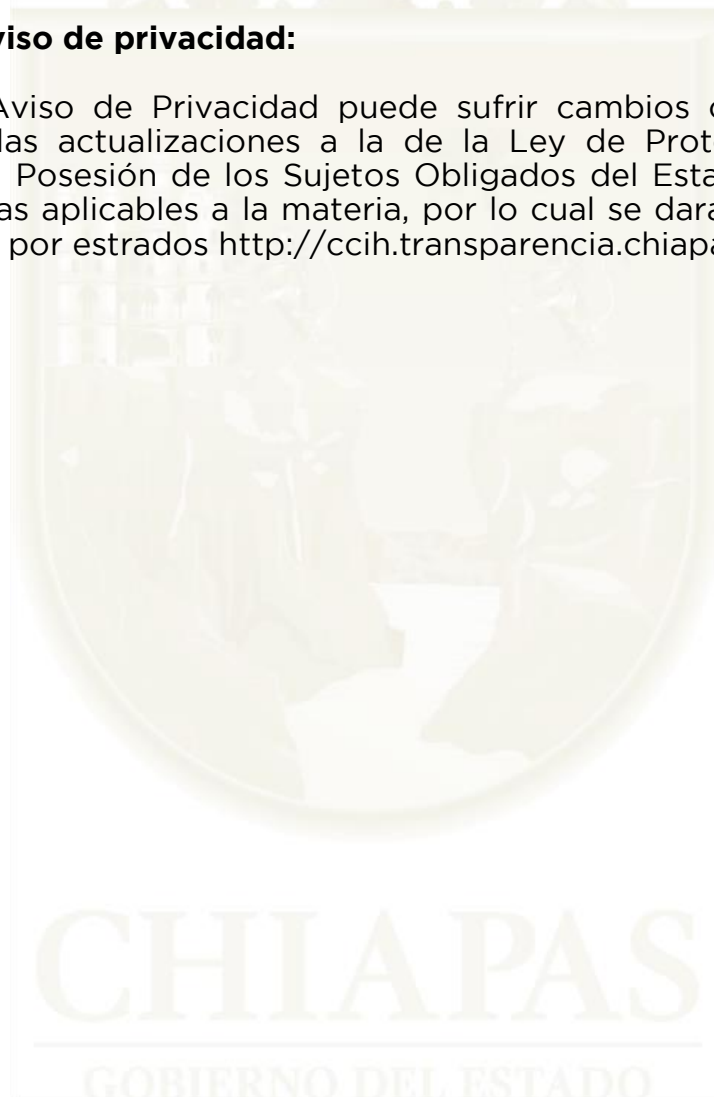 viso de privacidad:
Aviso de Privacidad puede sufrir cambios
las actualizaciones a la de la Ley de Prot
Posesión de los Sujetos Obligados del Esta
as aplicables a la materia, por lo cual se dara
por estrados http://ccih.transparencia.chiapa
CHIAPAS
GOBIERNO DEL ESTADO